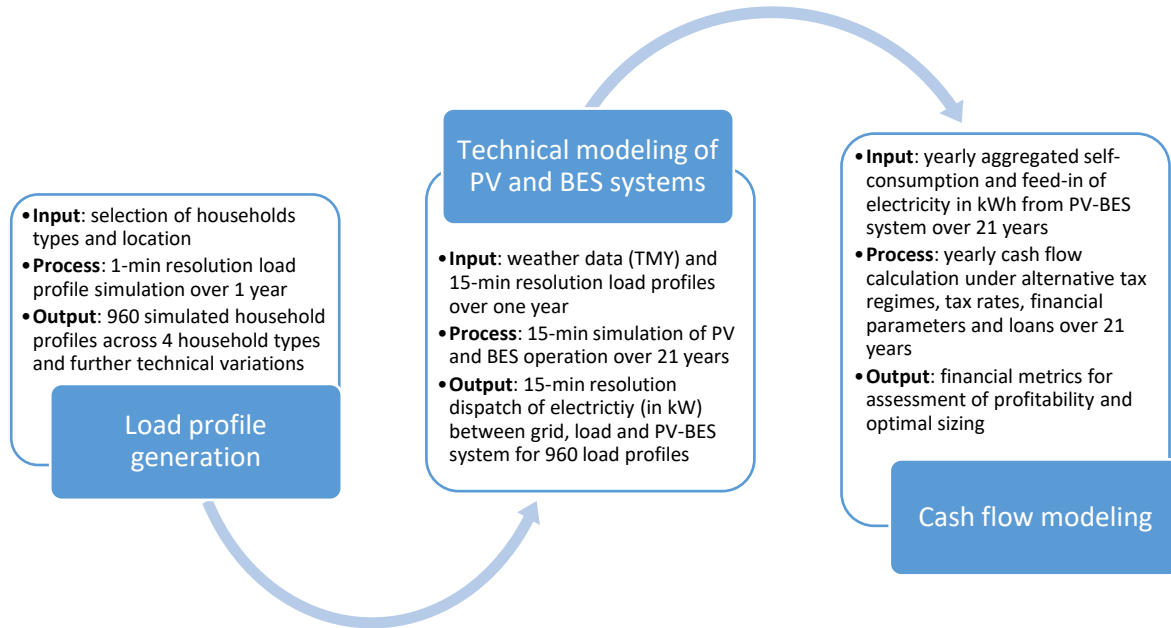 •Input: selection of households
types and location
•Process: 1-min resolution load
profile simulation over 1 year
•Output: 960 simulated household
profiles across 4 household types
and further technical variations
Load profile
generation
Technical modeling of
PV and BES systems
•Input: weather data (TMY) and
15-min resolution load profiles
over one year
•Process: 15-min simulation of PV
and BES operation over 21 years
•Output: 15-min resolution
dispatch of electrictiy (in kW)
between grid, load and PV-BES
system for 960 load profiles
•Input: yearly aggregated self-
consumption and feed-in of
electricity in kWh from PV-BES
system over 21 years
•Process: yearly cash flow
calculation under alternative tax
regimes, tax rates, financial
parameters and loans over 21
years
•Output: financial metrics for
assessment of profitability and
optimal sizing
Cash flow modeling